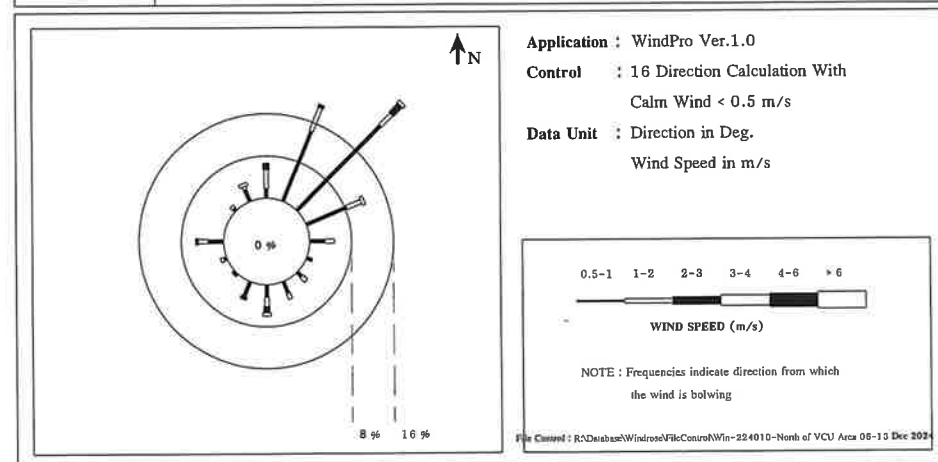 N
0 %
8 % 16 %
Application : WindPro Ver.1.0
Control : 16 Direction Calculation With
Calm Wind < 0.5 m/s
Data Unit : Direction in Deg.
Wind Speed in m/s
0.5-1 1-2 2-3 3-4 4-6 > 6
WIND SPEED (m/s)
NOTE : Frequencies indicate direction from which
the wind is bolwing
File Control : R:\Database\Windrose\FileControl\Win-224010-North of VCU Area 06-13 Dec 2024